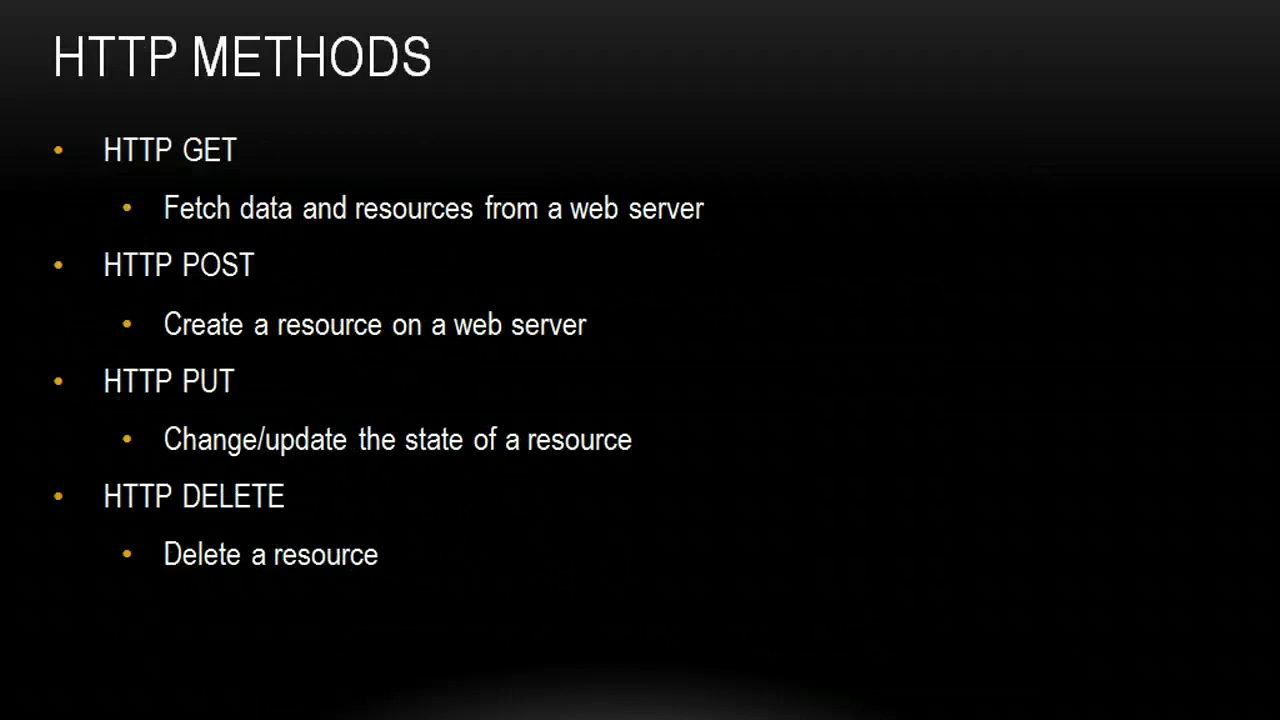 HTTP METHODS
• HTTP GET
• Fetch data and resources from a web server
• HTTP POST
• Create a resource on a web server
• HTTP PUT
• Change/update the state of a resource
• HTTP DELETE
• Delete a resource